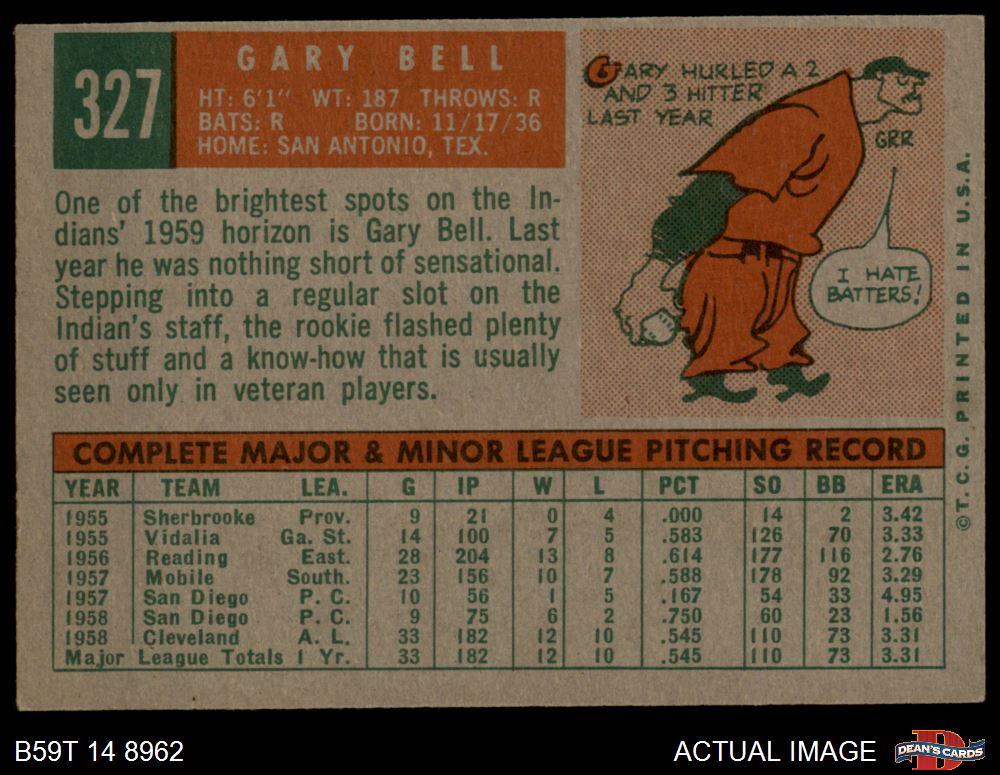 327
GARY BELL
HT: 6'1" WT: 187 THROWS: R
BATS: R BORN: 11/17/36
HOME: SAN ANTONIO, TEX.
One of the brightest spots on the In-
dians' 1959 horizon is Gary Bell. Last
year he was nothing short of sensational.
Stepping into a regular slot on the
Indian's staff, the rookie flashed plenty
of stuff and a know-how that is usually
seen only in veteran players.
GARY HURLED A 2
AND 3 HITTER
LAST YEAR
GRR
I HATE
BATTERS!
©T.C.G. PRINTED IN U.S.A.
COMPLETE MAJOR & MINOR LEAGUE PITCHING RECORD
YEAR TEAM LEA. G IP W L PCT SO BB ERA
1955 Sherbrooke Prov. 9 21 0 4 .000 14 2 3.42
1955 Vidalia Ga. St. 14 100 7 5 .583 126 70 3.33
1956 Reading East. 28 204 13 8 .614 177 116 2.76
1957 Mobile South. 23 156 10 7 .588 178 92 3.29
1957 San Diego P. C. 10 56 1 5 .167 54 33 4.95
1958 San Diego P. C. 9 75 6 2 .750 60 23 1.56
1958 Cleveland A. L. 33 182 12 10 .545 110 73 3.31
Major League Totals 1 Yr. 33 182 12 10 .545 110 73 3.31
B59T 14 8962
ACTUAL IMAGE
DEAN'S CARDS